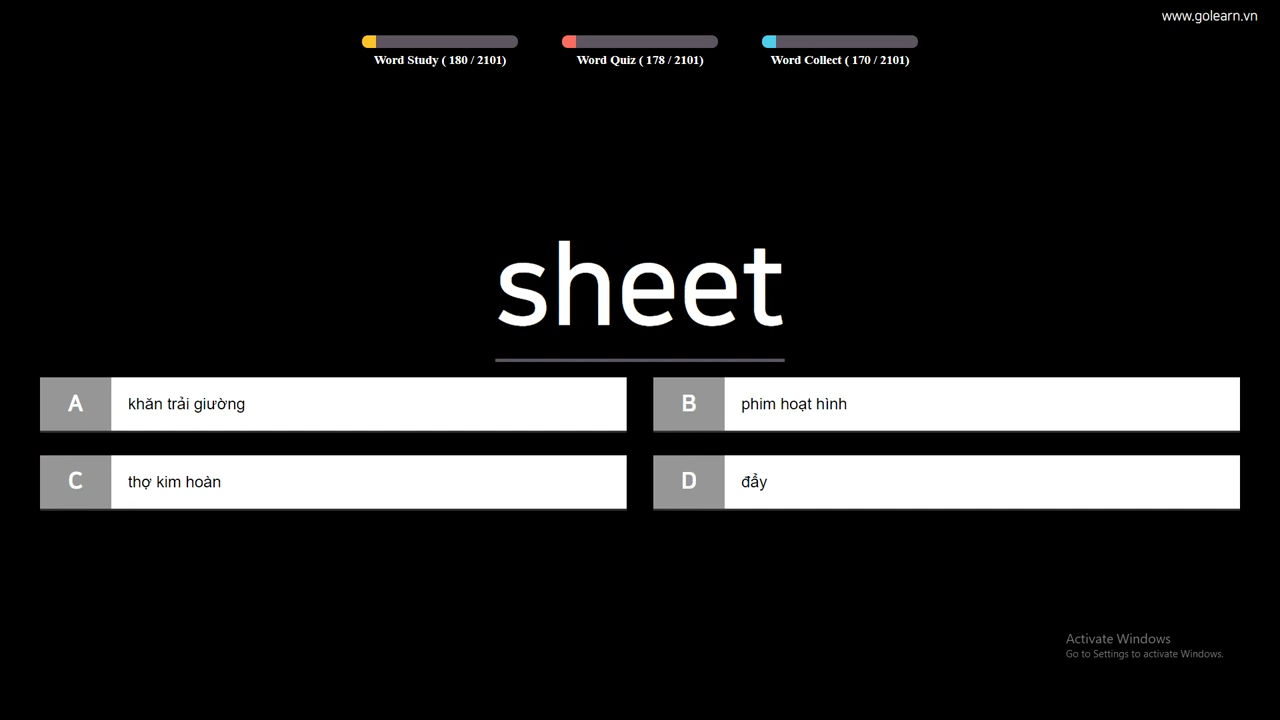 www.golearn.vn
Word Study ( 180 / 2101)
Word Quiz ( 178 / 2101)
Word Collect ( 170 / 2101)
sheet
A khăn trải giường
B phim hoạt hình
C thợ kim hoàn
D đẩy
Activate Windows
Go to Settings to activate Windows.